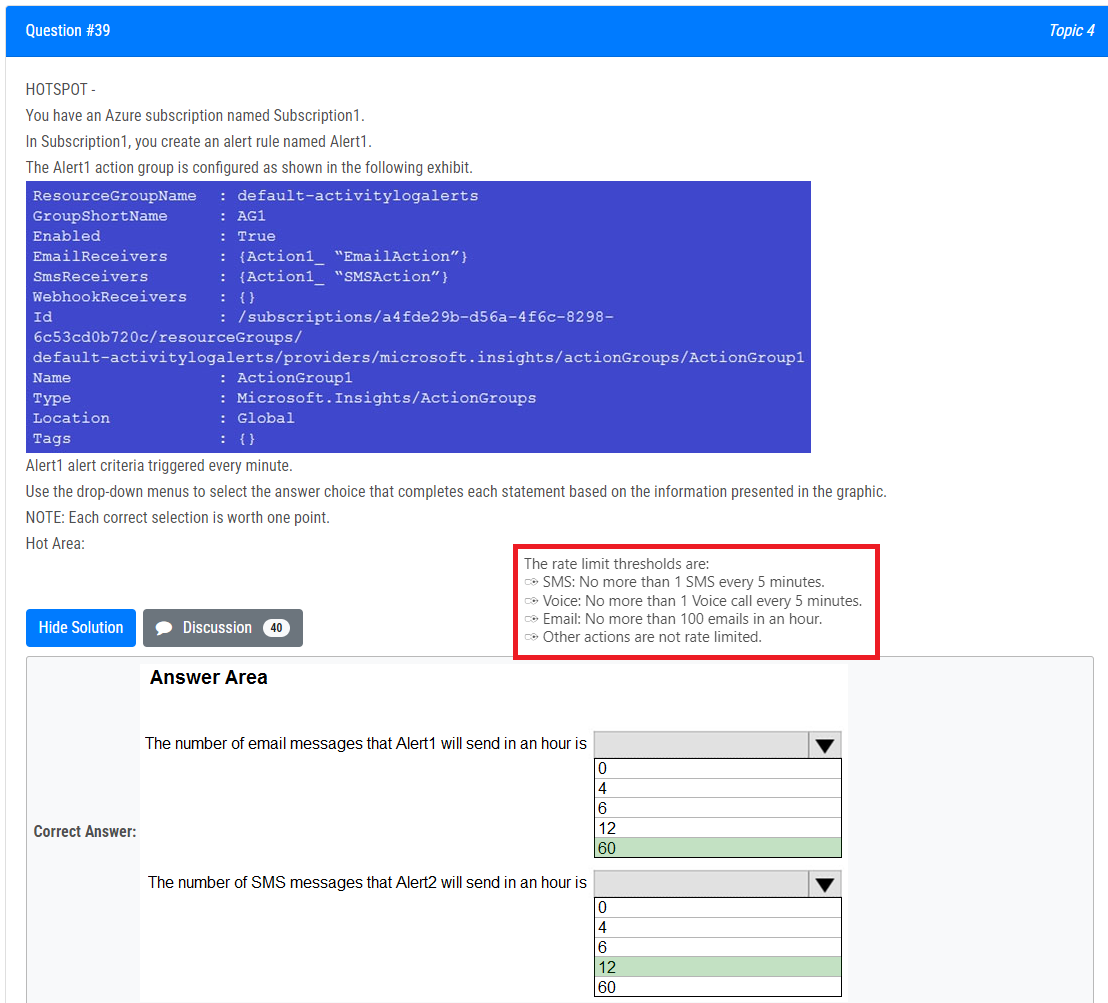 Question #39
Topic 4
HOTSPOT -
You have an Azure subscription named Subscription1.
In Subscription1, you create an alert rule named Alert1.
The Alert1 action group is configured as shown in the following exhibit.
ResourceGroupName : default-activitylogalerts
GroupShortName : AG1
Enabled : True
EmailReceivers : {Action1_ “EmailAction”}
SmsReceivers : {Action1_ “SMSAction”}
WebhookReceivers : {}
Id : /subscriptions/a4fde29b-d56a-4f6c-8298-
6c53cd0b720c/resourceGroups/
default-activitylogalerts/providers/microsoft.insights/actionGroups/ActionGroup1
Name : ActionGroup1
Type : Microsoft.Insights/ActionGroups
Location : Global
Tags : {}
Alert1 alert criteria triggered every minute.
Use the drop-down menus to select the answer choice that completes each statement based on the information presented in the graphic.
NOTE: Each correct selection is worth one point.
Hot Area:
The rate limit thresholds are:
✑ SMS: No more than 1 SMS every 5 minutes.
✑ Voice: No more than 1 Voice call every 5 minutes.
✑ Email: No more than 100 emails in an hour.
✑ Other actions are not rate limited.
Hide Solution
Discussion 40
Answer Area
The number of email messages that Alert1 will send in an hour is
0
4
6
12
60
Correct Answer:
The number of SMS messages that Alert2 will send in an hour is
0
4
6
12
60